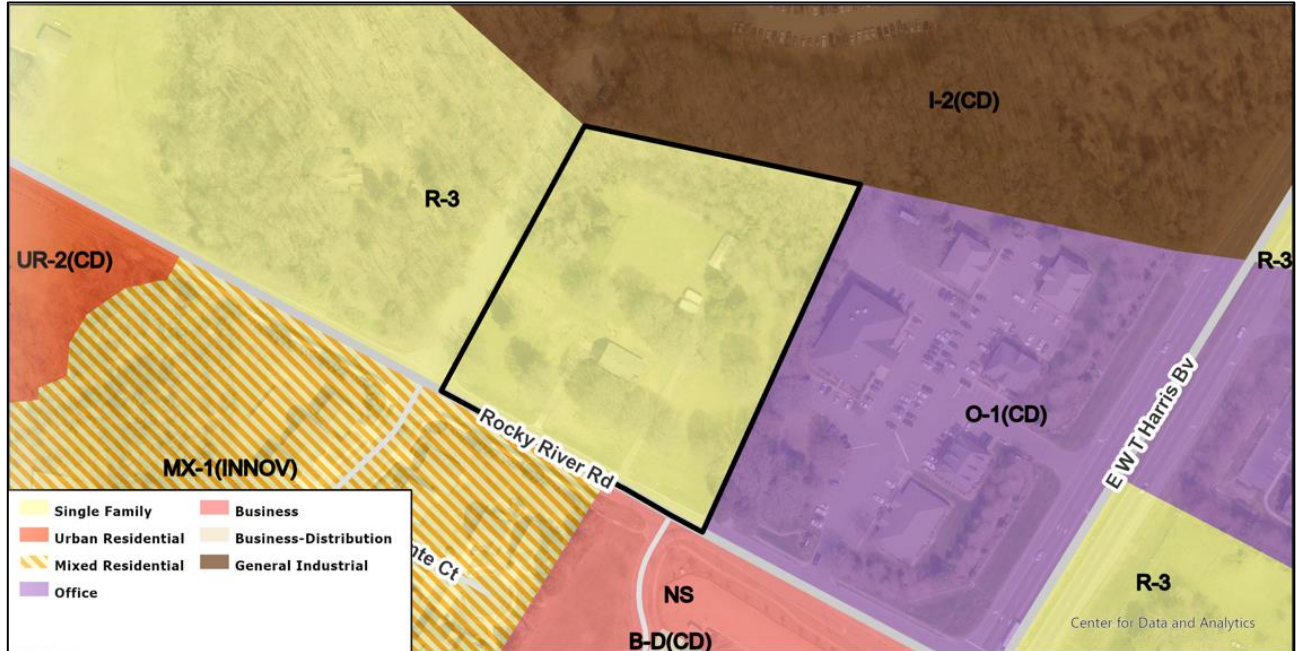 I-2(CD)
R-3
UR-2(CD)
R-3
O-1(CD)
E W T Harris Bv
Rocky River Rd
MX-1(INNOV)
Single Family
Business
Urban Residential
Business-Distribution
Mixed Residential
General Industrial
Office
nte Ct
NS
R-3
Center for Data and Analytics
B-D(CD)